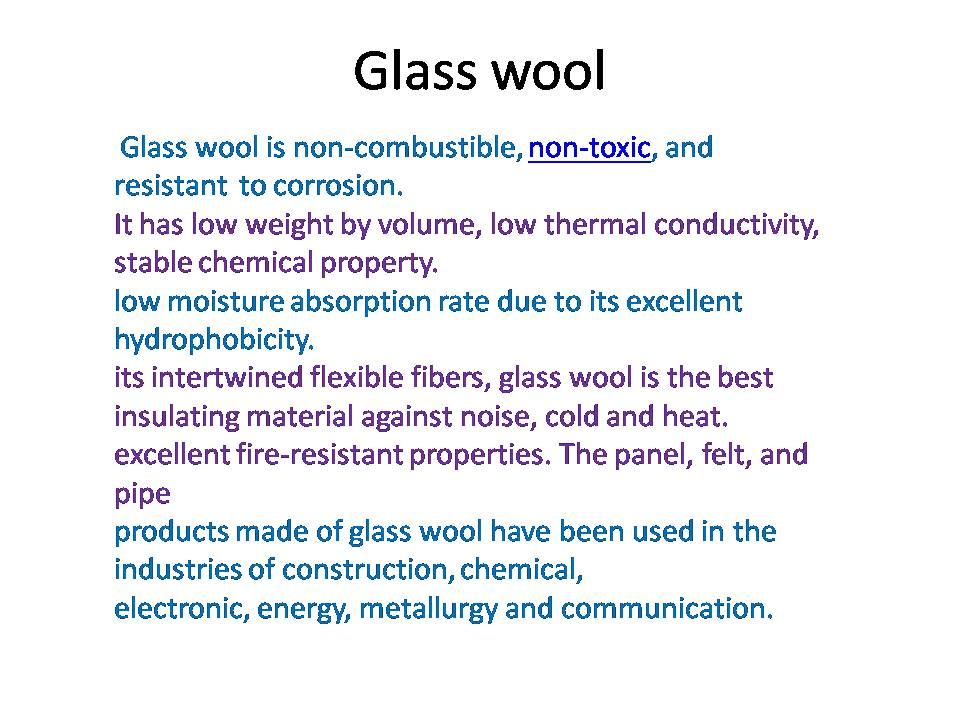 Glass wool
Glass wool is non-combustible, non-toxic, and
resistant to corrosion.
It has low weight by volume, low thermal conductivity,
stable chemical property.
low moisture absorption rate due to its excellent
hydrophobicity.
its intertwined flexible fibers, glass wool is the best
insulating material against noise, cold and heat.
excellent fire-resistant properties. The panel, felt, and
pipe
products made of glass wool have been used in the
industries of construction, chemical,
electronic, energy, metallurgy and communication.